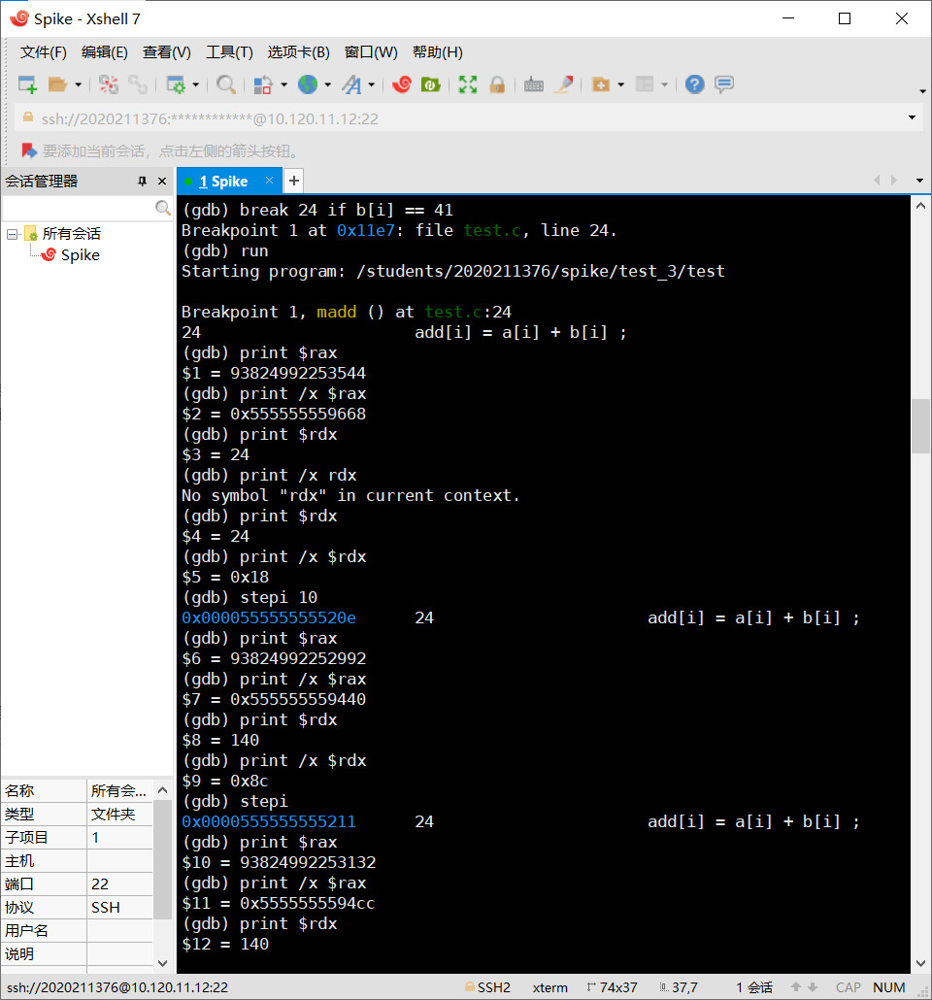 Spike - Xshell 7
文件(F) 编辑(E) 查看(V) 工具(T) 选项卡(B) 窗口(W) 帮助(H)
ssh://2020211376:************@10.120.11.12:22
要添加当前会话，点击左侧的箭头按钮。
会话管理器
所有会话
Spike
名称 所有会...
类型 文件夹
子项目 1
主机
端口 22
协议 SSH
用户名
说明
1 Spike
(gdb) break 24 if b[i] == 41
Breakpoint 1 at 0x11e7: file test.c, line 24.
(gdb) run
Starting program: /students/2020211376/spike/test_3/test
Breakpoint 1, madd () at test.c:24
24 add[i] = a[i] + b[i] ;
(gdb) print $rax
$1 = 93824992253544
(gdb) print /x $rax
$2 = 0x555555559668
(gdb) print $rdx
$3 = 24
(gdb) print /x rdx
No symbol "rdx" in current context.
(gdb) print $rdx
$4 = 24
(gdb) print /x $rdx
$5 = 0x18
(gdb) stepi 10
0x000055555555520e 24 add[i] = a[i] + b[i] ;
(gdb) print $rax
$6 = 93824992252992
(gdb) print /x $rax
$7 = 0x555555559440
(gdb) print $rdx
$8 = 140
(gdb) print /x $rdx
$9 = 0x8c
(gdb) stepi
0x0000555555555211 24 add[i] = a[i] + b[i] ;
(gdb) print $rax
$10 = 93824992253132
(gdb) print /x $rax
$11 = 0x5555555594cc
(gdb) print $rdx
$12 = 140
ssh://2020211376@10.120.11.12:22 SSH2 xterm 74x37 37,7 1 会话 CAP NUM